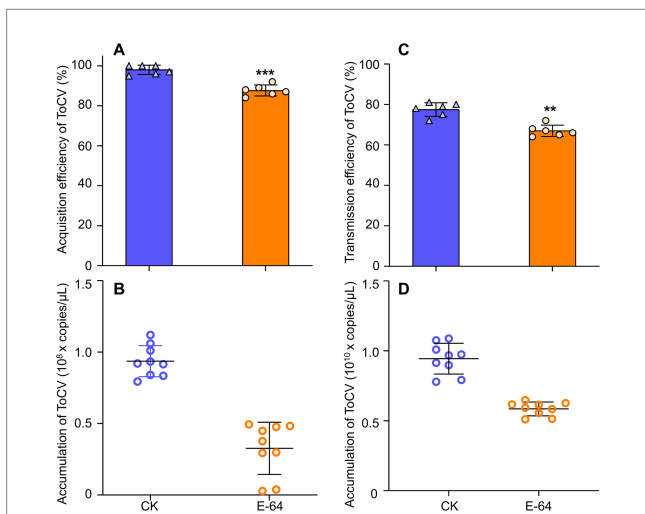 A
Acquisition efficiency of ToCV (%)
100
80
60
40
20
0
***
C
Transmission efficiency of ToCV (%)
100
80
60
40
20
0
**
B
Accumulation of ToCV (10⁸ x copies/μL)
1.5
1.0
0.5
0
CK
E-64
D
Accumulation of ToCV (10¹⁰ x copies/μL)
1.5
1.0
0.5
0
CK
E-64